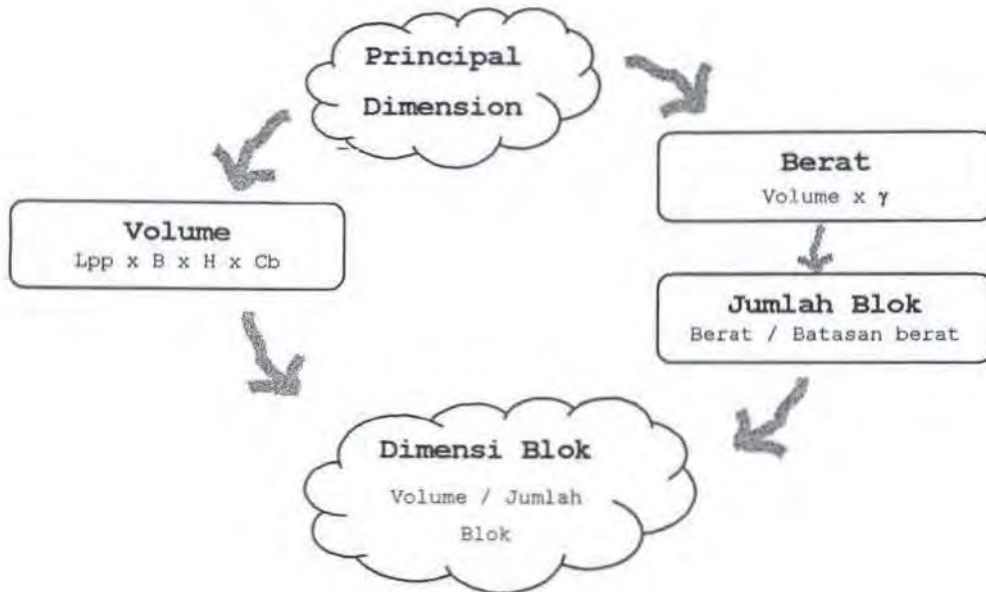 Principal
Dimension
Berat
Volume x γ
Volume
Lpp x B x H x Cb
Jumlah Blok
Berat / Batasan berat
Dimensi Blok
Volume / Jumlah
Blok